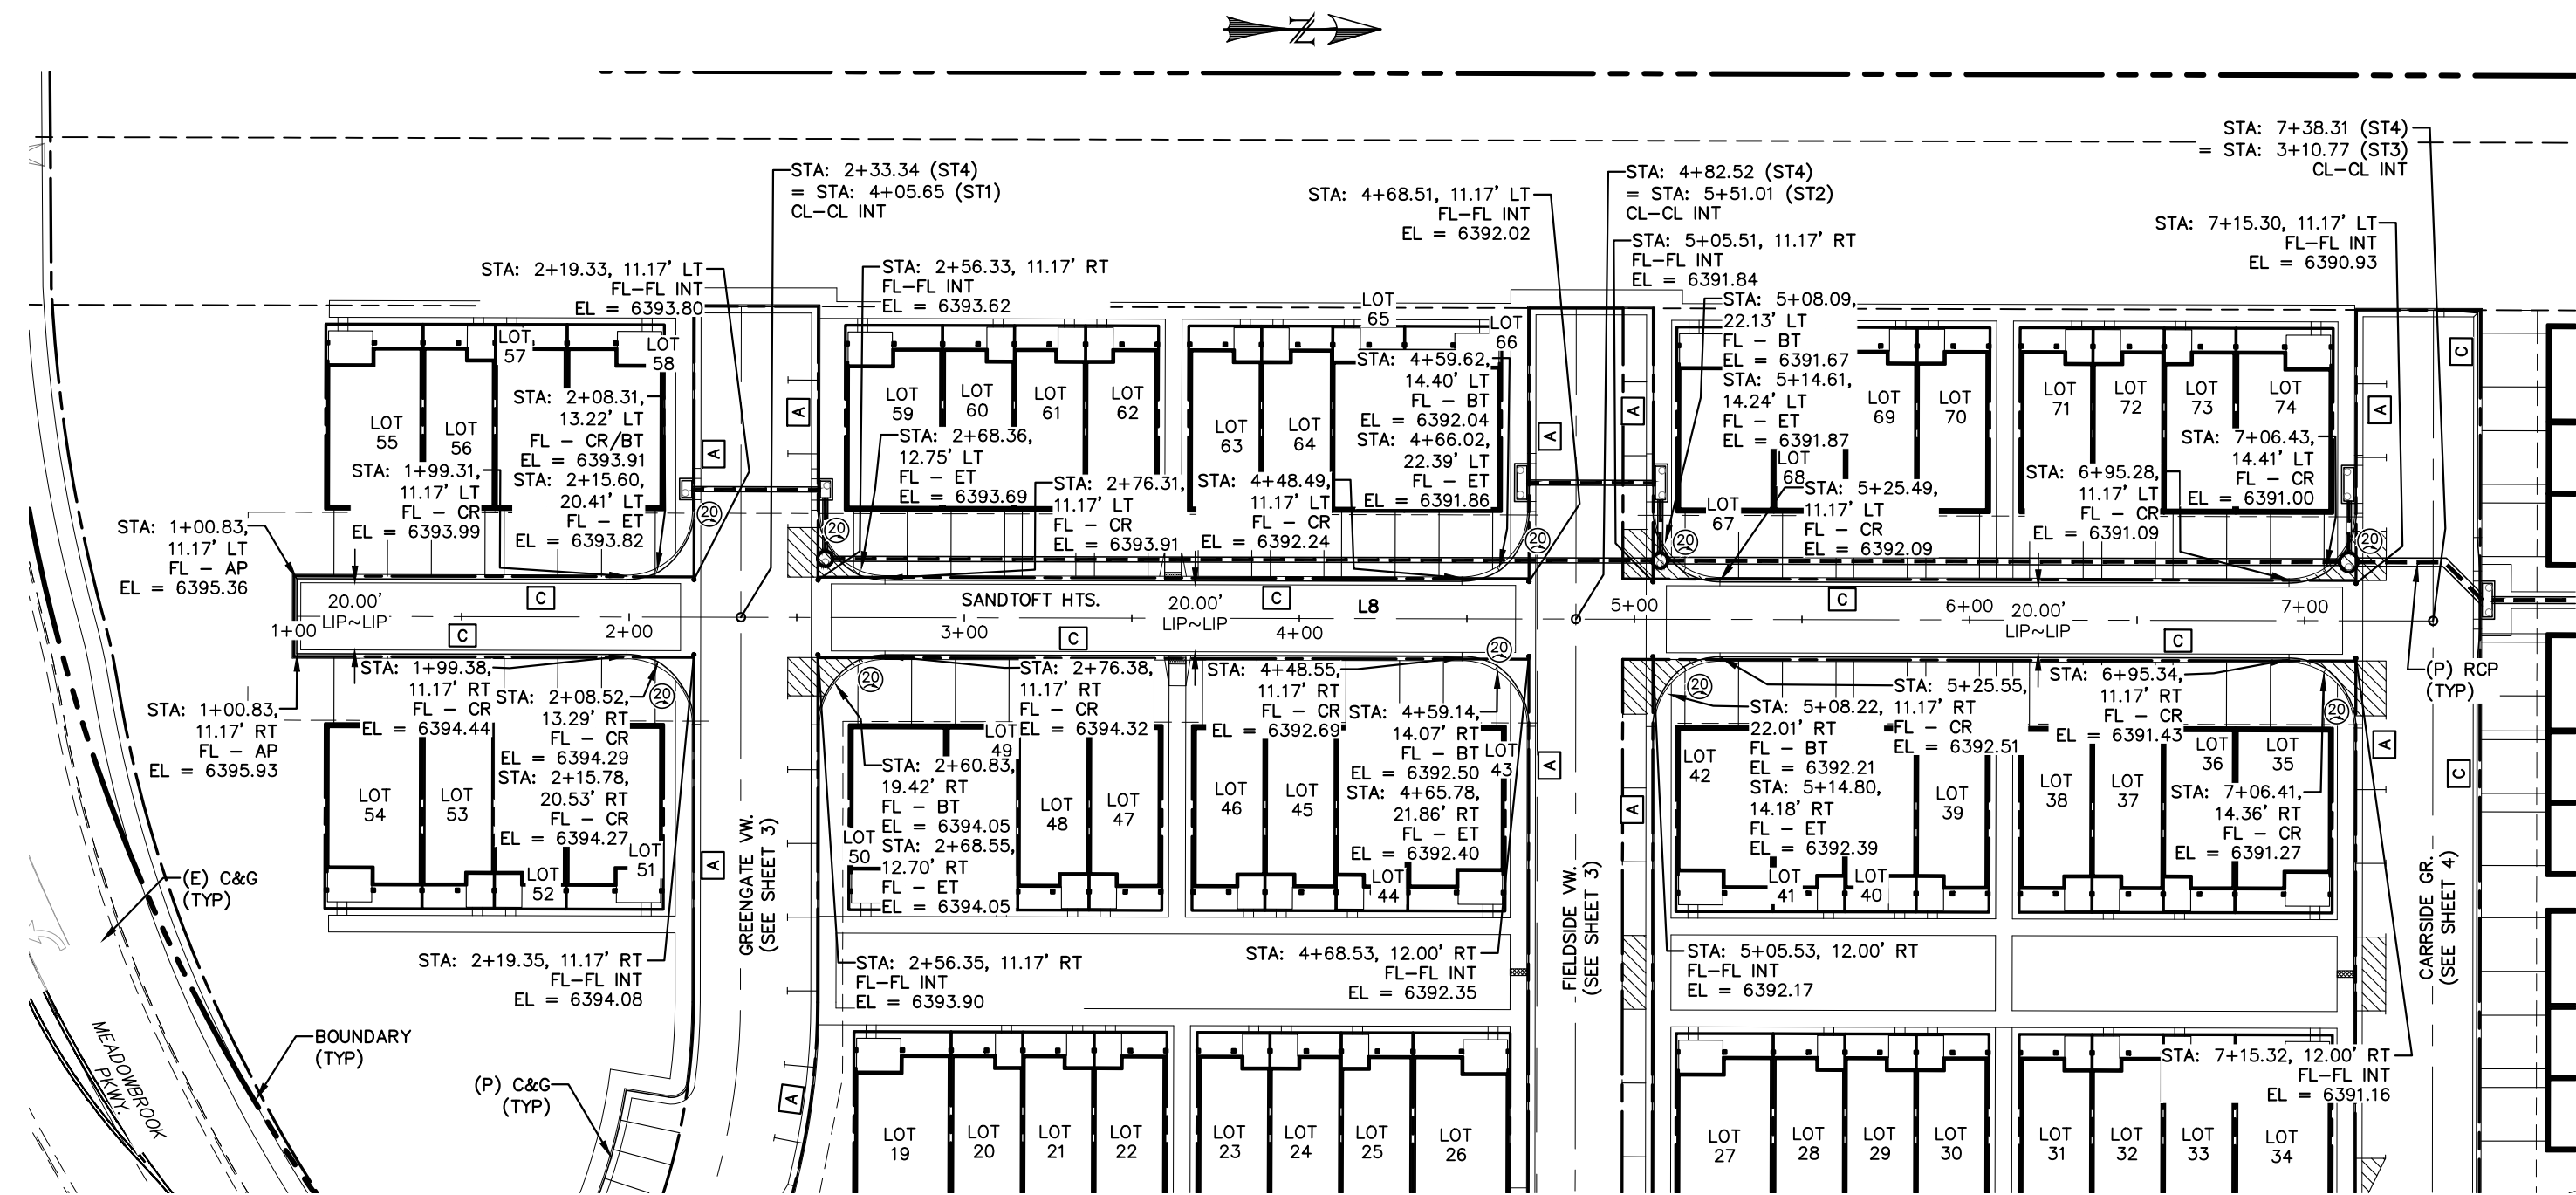 N
STA: 7+38.31 (ST4)
= STA: 3+10.77 (ST3)
CL-CL INT
STA: 2+33.34 (ST4)
= STA: 4+05.65 (ST1)
CL-CL INT
STA: 4+68.51, 11.17' LT
FL-FL INT
EL = 6392.02
STA: 4+82.52 (ST4)
= STA: 5+51.01 (ST2)
CL-CL INT
STA: 5+05.51, 11.17' RT
FL-FL INT
EL = 6391.84
STA: 7+15.30, 11.17' LT
FL-FL INT
EL = 6390.93
STA: 2+19.33, 11.17' LT
FL-FL INT
EL = 6393.80
STA: 2+56.33, 11.17' RT
FL-FL INT
EL = 6393.62
STA: 5+08.09,
22.13' LT
FL - BT
EL = 6391.67
STA: 5+14.61,
14.24' LT
FL - ET
EL = 6391.87
LOT
55
LOT
56
LOT
57
LOT
58
STA: 2+08.31,
13.22' LT
FL - CR/BT
EL = 6393.91
STA: 2+15.60,
20.41' LT
FL - ET
EL = 6393.82
STA: 1+99.31,
11.17' LT
FL - CR
EL = 6393.99
STA: 1+00.83,
11.17' LT
FL - AP
EL = 6395.36
LOT
59
LOT
60
LOT
61
LOT
62
STA: 2+68.36,
12.75' LT
FL - ET
EL = 6393.69
STA: 2+76.31,
11.17' LT
FL - CR
EL = 6393.91
LOT
63
LOT
64
LOT
65
LOT
66
STA: 4+59.62,
14.40' LT
FL - BT
EL = 6392.04
STA: 4+66.02,
22.39' LT
FL - ET
EL = 6391.86
STA: 4+48.49,
11.17' LT
FL - CR
EL = 6392.24
LOT
67
LOT
68
LOT
69
LOT
70
STA: 5+25.49,
11.17' LT
FL - CR
EL = 6392.09
LOT
71
LOT
72
LOT
73
LOT
74
STA: 7+06.43,
14.41' LT
FL - CR
EL = 6391.00
STA: 6+95.28,
11.17' LT
FL - CR
EL = 6391.09
A
A
A
A
A
A
C
20
20
20
20
20
1+00
20.00'
LIP~LIP
C
C
2+00
SANDTOFT HTS.
3+00
C
20.00'
LIP~LIP
C
4+00
L8
5+00
C
6+00
20.00'
LIP~LIP
C
7+00
(P) RCP
(TYP)
STA: 1+00.83,
11.17' RT
FL - AP
EL = 6395.93
STA: 1+99.38,
11.17' RT
FL - CR
EL = 6394.44
STA: 2+08.52,
13.29' RT
FL - CR
EL = 6394.29
STA: 2+15.78,
20.53' RT
FL - CR
EL = 6394.27
20
20
20
20
20
LOT
54
LOT
53
LOT
52
LOT
51
STA: 2+76.38,
11.17' RT
FL - CR
EL = 6394.32
LOT
49
STA: 2+60.83,
19.42' RT
FL - BT
EL = 6394.05
STA: 2+68.55,
12.70' RT
FL - ET
EL = 6394.05
LOT
50
LOT
48
LOT
47
STA: 4+48.55,
11.17' RT
FL - CR
EL = 6392.69
STA: 4+59.14,
14.07' RT
FL - BT
EL = 6392.50
STA: 4+65.78,
21.86' RT
FL - ET
EL = 6392.40
LOT
46
LOT
45
LOT
44
LOT
43
STA: 5+25.55,
11.17' RT
FL - CR
EL = 6392.51
STA: 5+08.22,
22.01' RT
FL - BT
EL = 6392.21
STA: 5+14.80,
14.18' RT
FL - ET
EL = 6392.39
LOT
42
LOT
41
LOT
40
LOT
39
STA: 6+95.34,
11.17' RT
FL - CR
EL = 6391.43
LOT
38
LOT
37
LOT
36
LOT
35
STA: 7+06.41,
14.36' RT
FL - CR
EL = 6391.27
A
A
A
A
A
C
GREENGATE VW.
(SEE SHEET 3)
FIELDSIDE VW.
(SEE SHEET 3)
CARRSIDE GR.
(SEE SHEET 4)
(E) C&G
(TYP)
STA: 2+19.35, 11.17' RT
FL-FL INT
EL = 6394.08
STA: 2+56.35, 11.17' RT
FL-FL INT
EL = 6393.90
STA: 4+68.53, 12.00' RT
FL-FL INT
EL = 6392.35
STA: 5+05.53, 12.00' RT
FL-FL INT
EL = 6392.17
STA: 7+15.32, 12.00' RT
FL-FL INT
EL = 6391.16
MEADOWBROOK
PKWY.
BOUNDARY
(TYP)
(P) C&G
(TYP)
LOT
19
LOT
20
LOT
21
LOT
22
LOT
23
LOT
24
LOT
25
LOT
26
LOT
27
LOT
28
LOT
29
LOT
30
LOT
31
LOT
32
LOT
33
LOT
34